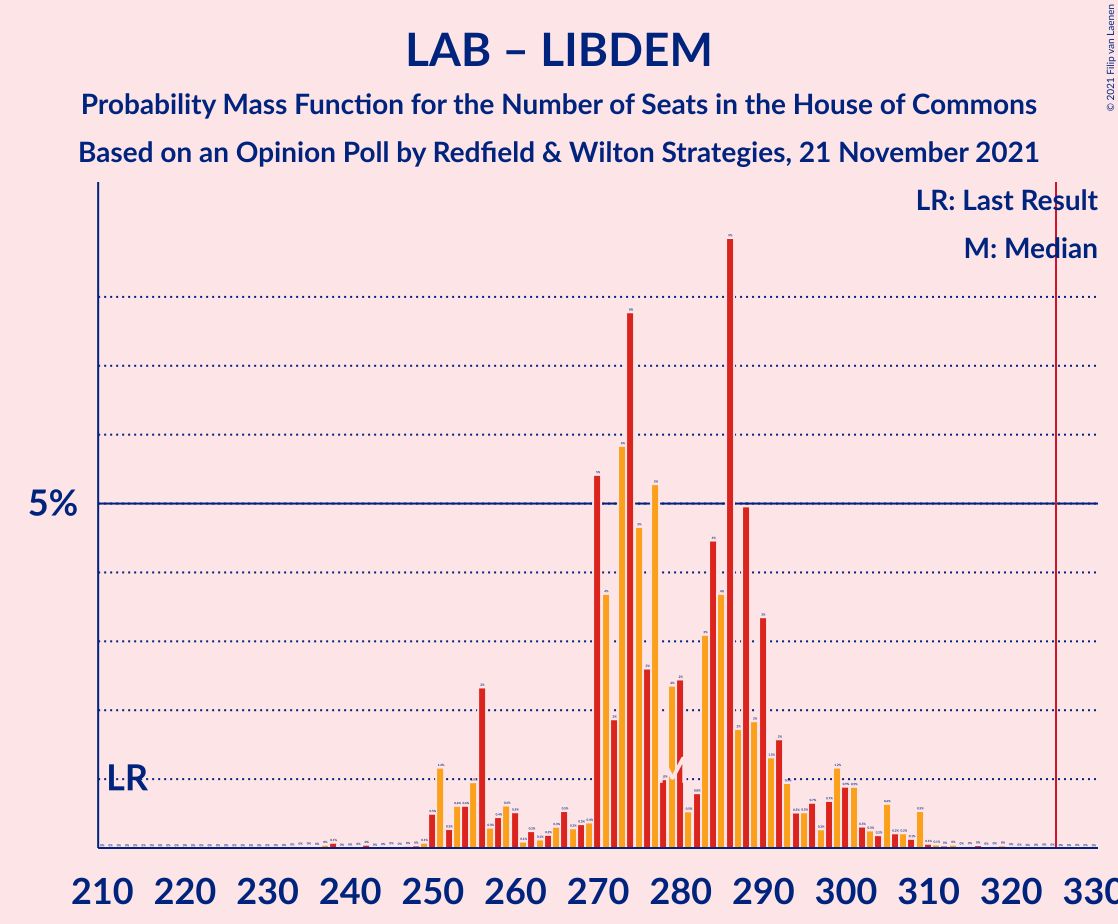 LAB – LIBDEM
Probability Mass Function for the Number of Seats in the House of Commons
Based on an Opinion Poll by Redfield & Wilton Strategies, 21 November 2021
© 2021 Filip van Laenen
LR: Last Result
M: Median
5%
LR
210 220 230 240 250 260 270 280 290 300 310 320 330